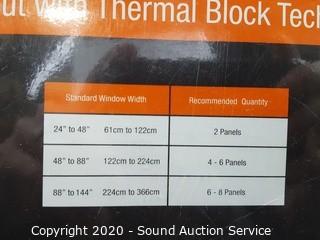 ut with Thermal Block Tec
Standard Window Width Recommended Quantity
24" to 48" 61cm to 122cm 2 Panels
48" to 88" 122cm to 224cm 4 - 6 Panels
88" to 144" 224cm to 366cm 6 - 8 Panels
Copyright 2020 - Sound Auction Service